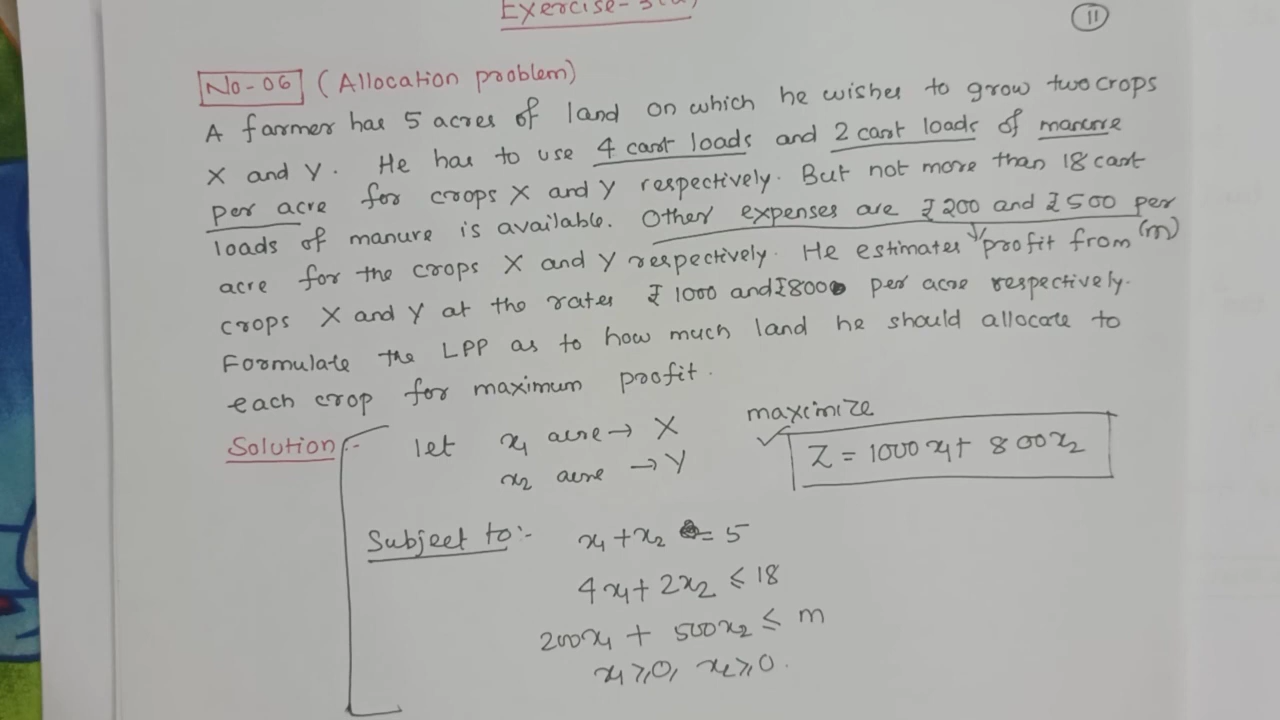 Exercise-3(a)
11
No-06 (Allocation problem)
A farmer has 5 acres of land on which he wishes to grow two crops
X and Y. He has to use 4 cart loads and 2 cart loads of manure
per acre for crops X and Y respectively. But not more than 18 cart
loads of manure is available. Other expenses are ₹200 and ₹500 per
acre for the crops X and Y respectively. He estimates profit from (m)
crops X and Y at the rates ₹1000 and ₹800 per acre respectively.
Formulate the LPP as to how much land he should allocate to
each crop for maximum profit.
Solution:- let x₁ acre → X
x₂ acre → Y
maximize
Z = 1000x₁ + 800x₂
Subject to:- x₁ + x₂ = 5
4x₁ + 2x₂ ≤ 18
200x₁ + 500x₂ ≤ m
x₁ ≥ 0, x₂ ≥ 0.